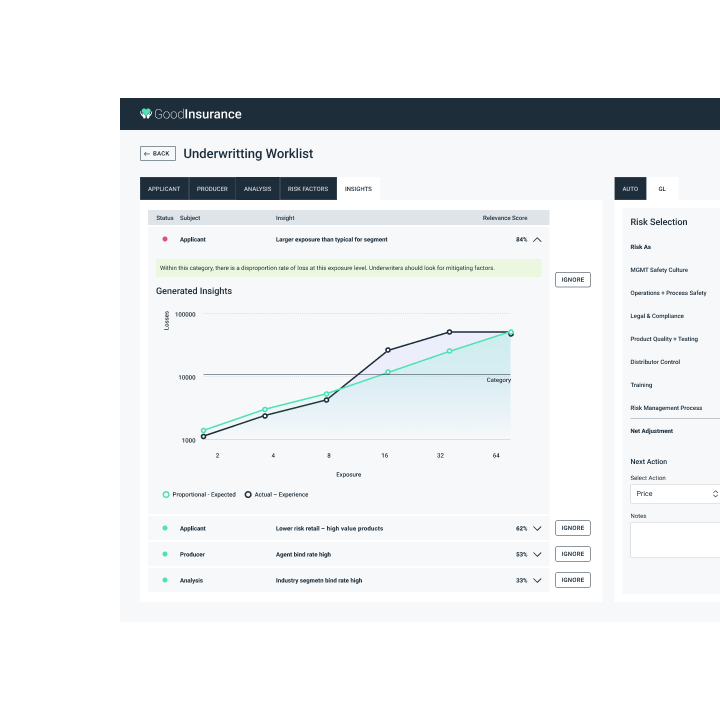 GoodInsurance
← BACK Underwritting Worklist
APPLICANT PRODUCER ANALYSIS RISK FACTORS INSIGHTS AUTO GL
Status Subject Insight Relevance Score
Applicant Larger exposure than typical for segment 84%
Within this category, there is a disproportion rate of loss at this exposure level. Underwriters should look for mitigating factors.
IGNORE
Generated Insights
Losses
100000
10000
Category
1000
2 4 8 16 32 64
Exposure
Proportional - Expected Actual – Experience
Applicant Lower risk retail – high value products 62% IGNORE
Producer Agent bind rate high 53% IGNORE
Analysis Industry segmetn bind rate high 33% IGNORE
Risk Selection
Risk As
MGMT Safety Culture
Operations + Process Safety
Legal & Compliance
Product Quality + Testing
Distributor Control
Training
Risk Management Process
Net Adjustment
Next Action
Select Action
Price
Notes